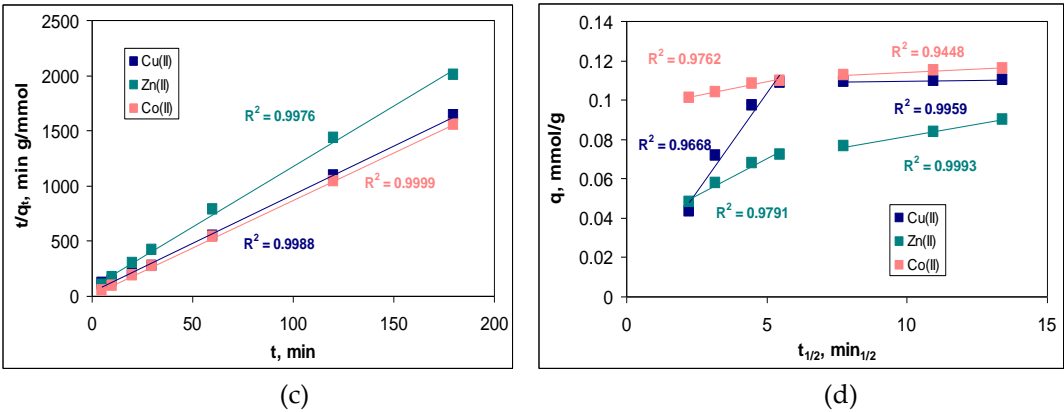 2500
2000
1500
1000
500
0
t/qₜ, min g/mmol
Cu(II)
Zn(II)
Co(II)
R² = 0.9976
R² = 0.9999
R² = 0.9988
0 50 100 150 200
t, min
(c)
0.14
0.12
0.1
0.08
0.06
0.04
0.02
0
q, mmol/g
R² = 0.9762
R² = 0.9448
R² = 0.9959
R² = 0.9668
R² = 0.9993
R² = 0.9791
Cu(II)
Zn(II)
Co(II)
0 5 10 15
t₁/₂, min₁/₂
(d)